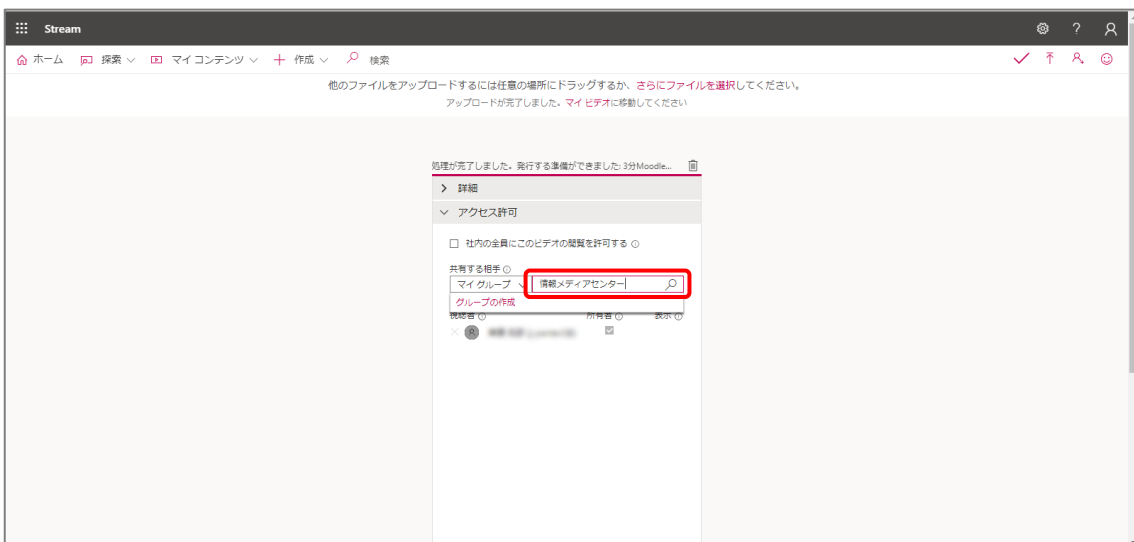 Stream
?
ホーム 探索 マイ コンテンツ 作成 検索
他のファイルをアップロードするには任意の場所にドラッグするか、さらにファイルを選択してください。
アップロードが完了しました。マイ ビデオに移動してください
処理が完了しました。発行する準備ができました: 3分Moodle...
詳細
アクセス許可
社内の全員にこのビデオの閲覧を許可する
共有する相手
マイ グループ 情報メディアセンター
グループの作成
視聴者 所有者 表示